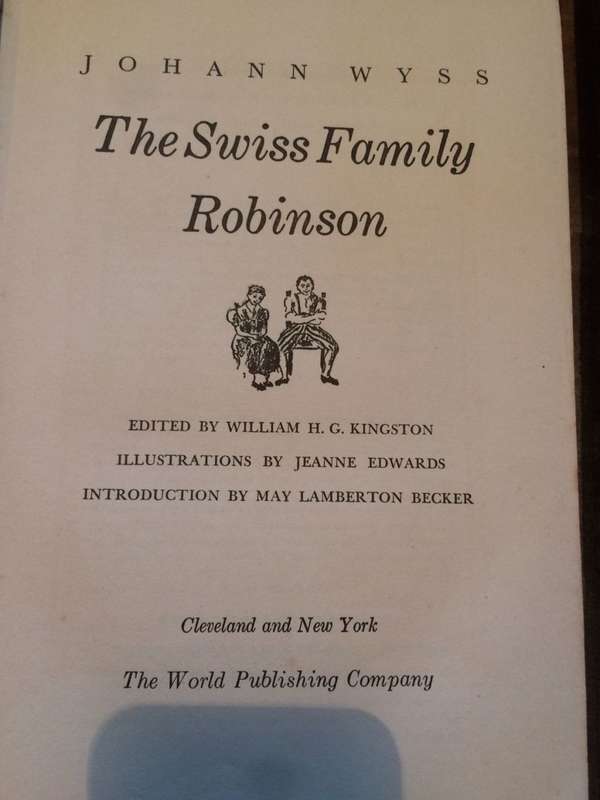 JOHANN WYSS
The Swiss Family
Robinson
EDITED BY WILLIAM H. G. KINGSTON
ILLUSTRATIONS BY JEANNE EDWARDS
INTRODUCTION BY MAY LAMBERTON BECKER
Cleveland and New York
The World Publishing Company